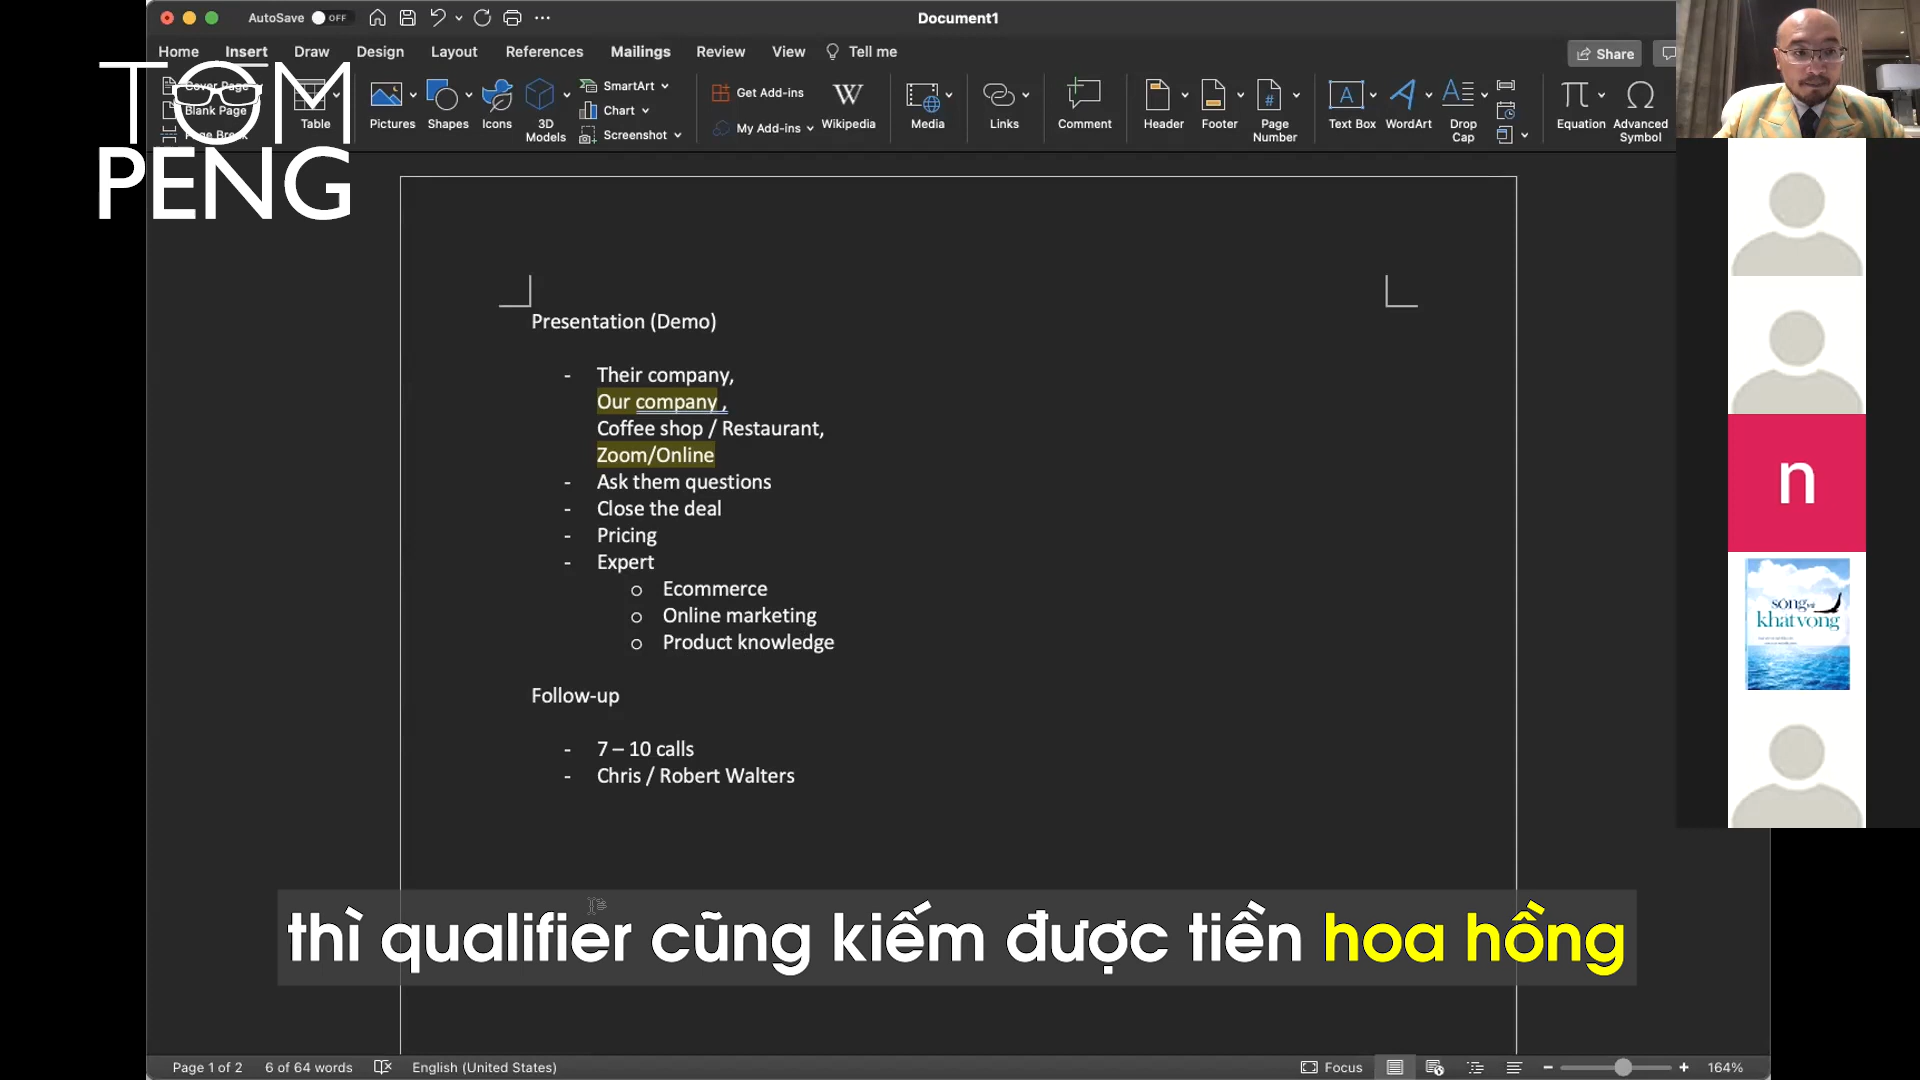 AutoSave OFF
Document1
Home Insert Draw Design Layout References Mailings Review View Tell me
Share
TOM
PENG
Cover Page
Blank Page
Page Break
Table
Pictures
Shapes
Icons
3D Models
SmartArt
Chart
Screenshot
Get Add-ins
My Add-ins
Wikipedia
Media
Links
Comment
Header
Footer
Page Number
Text Box
WordArt
Drop Cap
Equation
Advanced Symbol
Presentation (Demo)
- Their company,
Our company ,
Coffee shop / Restaurant,
Zoom/Online
- Ask them questions
- Close the deal
- Pricing
- Expert
o Ecommerce
o Online marketing
o Product knowledge
Follow-up
- 7 – 10 calls
- Chris / Robert Walters
n
sống và
khát vọng
thì qualifier cũng kiếm được tiền hoa hồng
Page 1 of 2 6 of 64 words English (United States) Focus 164%